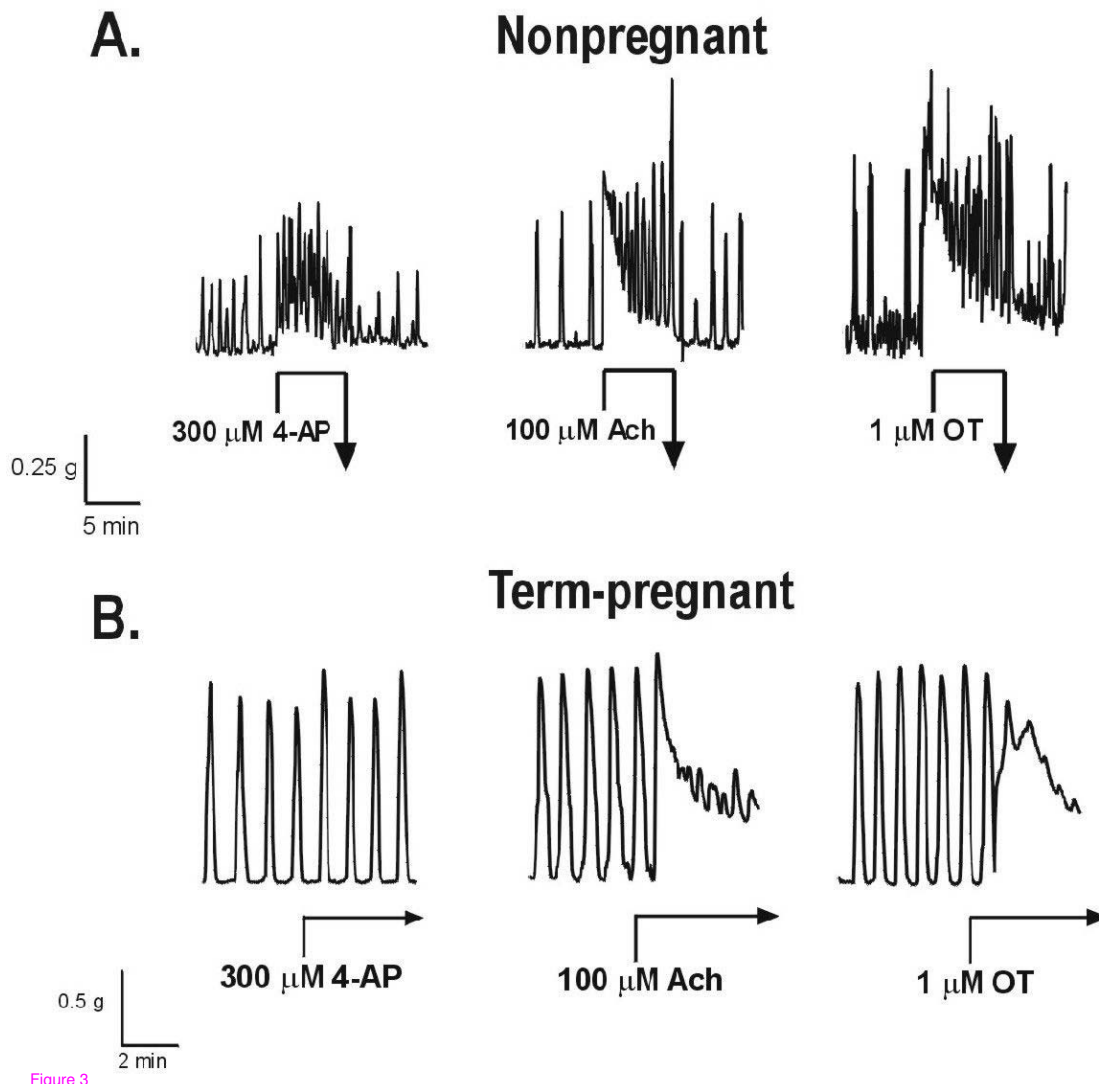 A.
Nonpregnant
300 μM 4-AP
100 μM Ach
1 μM OT
0.25 g
5 min
Term-pregnant
B.
300 μM 4-AP
100 μM Ach
1 μM OT
0.5 g
2 min
Figure 3